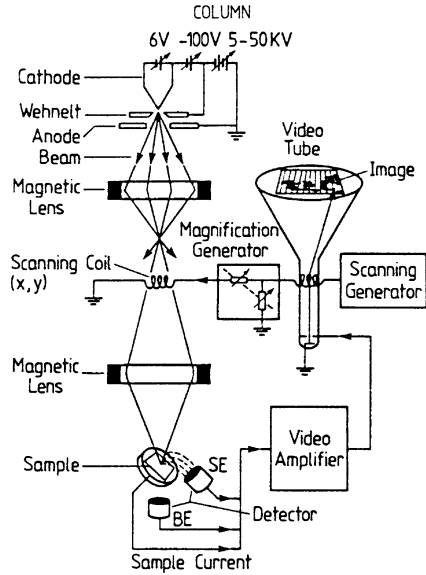 COLUMN
6V -100V 5-50KV
Cathode
Wehnelt
Anode
Beam
Magnetic
Lens
Video
Tube
Image
Magnification
Generator
Scanning Coil
(x,y)
Scanning
Generator
Magnetic
Lens
Video
Amplifier
Sample
SE
BE
Detector
Sample Current